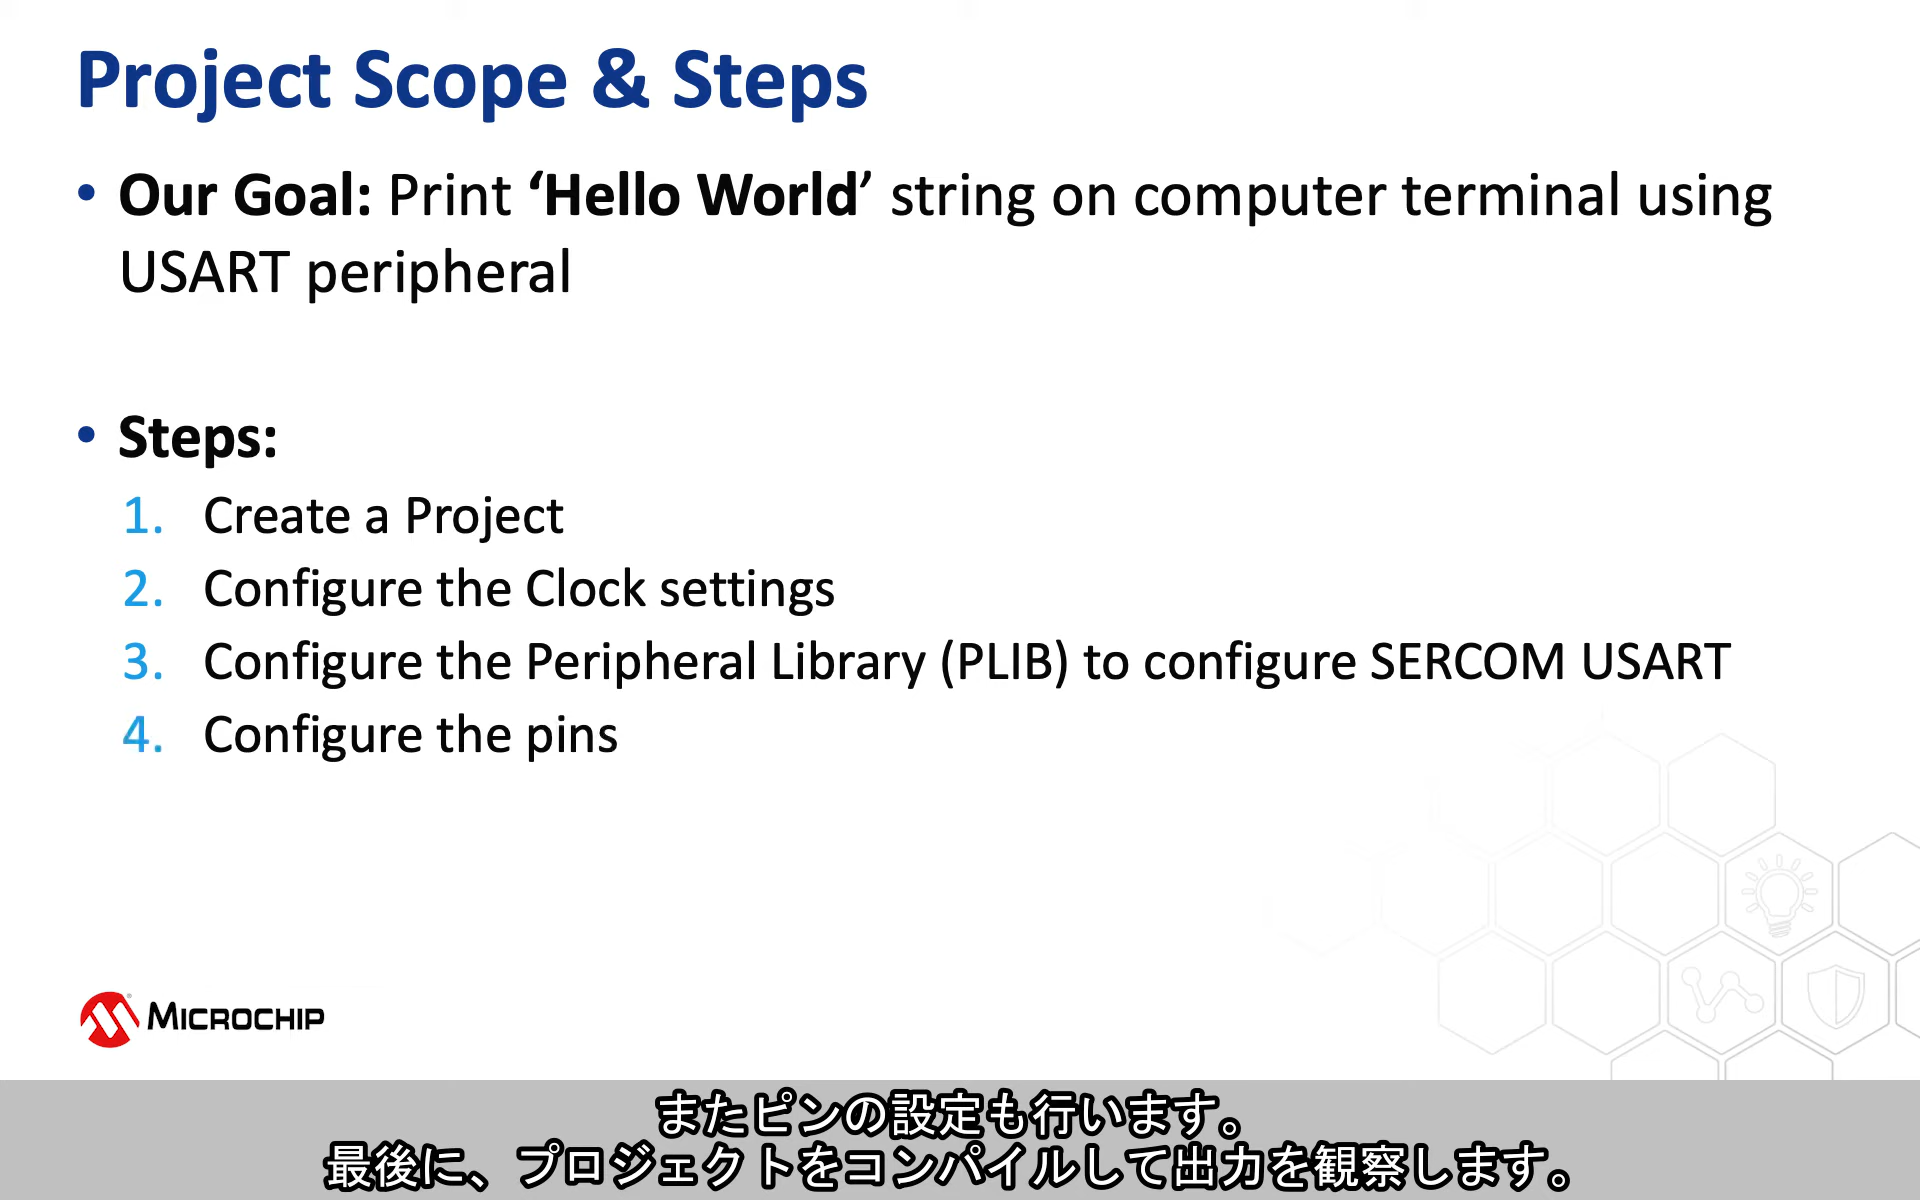 Project Scope & Steps
• Our Goal: Print ‘Hello World’ string on computer terminal using
USART peripheral
• Steps:
1. Create a Project
2. Configure the Clock settings
3. Configure the Peripheral Library (PLIB) to configure SERCOM USART
4. Configure the pins
MICROCHIP
またピンの設定も行います。
最後に、プロジェクトをコンパイルして出力を観察します。